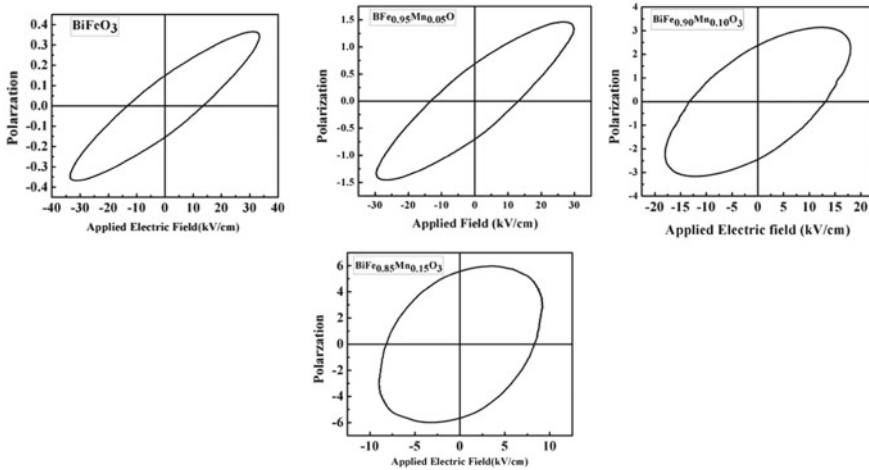 BiFeO3
Polarzation
0.4
0.3
0.2
0.1
0.0
-0.1
-0.2
-0.3
-0.4
-40 -30 -20 -10 0 10 20 30 40
Applied Electric Field(kV/cm)
BFe0.95Mn0.05O
Polarization
1.5
1.0
0.5
0.0
-0.5
-1.0
-1.5
-30 -20 -10 0 10 20 30
Applied Field (kV/cm)
BiFe0.90Mn0.10O3
Polarization
4
3
2
1
0
-1
-2
-3
-4
-20 -15 -10 -5 0 5 10 15 20
Applied Electric field (kV/cm)
BiFe0.85Mn0.15O3
Polarzation
6
4
2
0
-2
-4
-6
-10 -5 0 5 10
Applied Electric Field(kV/cm)